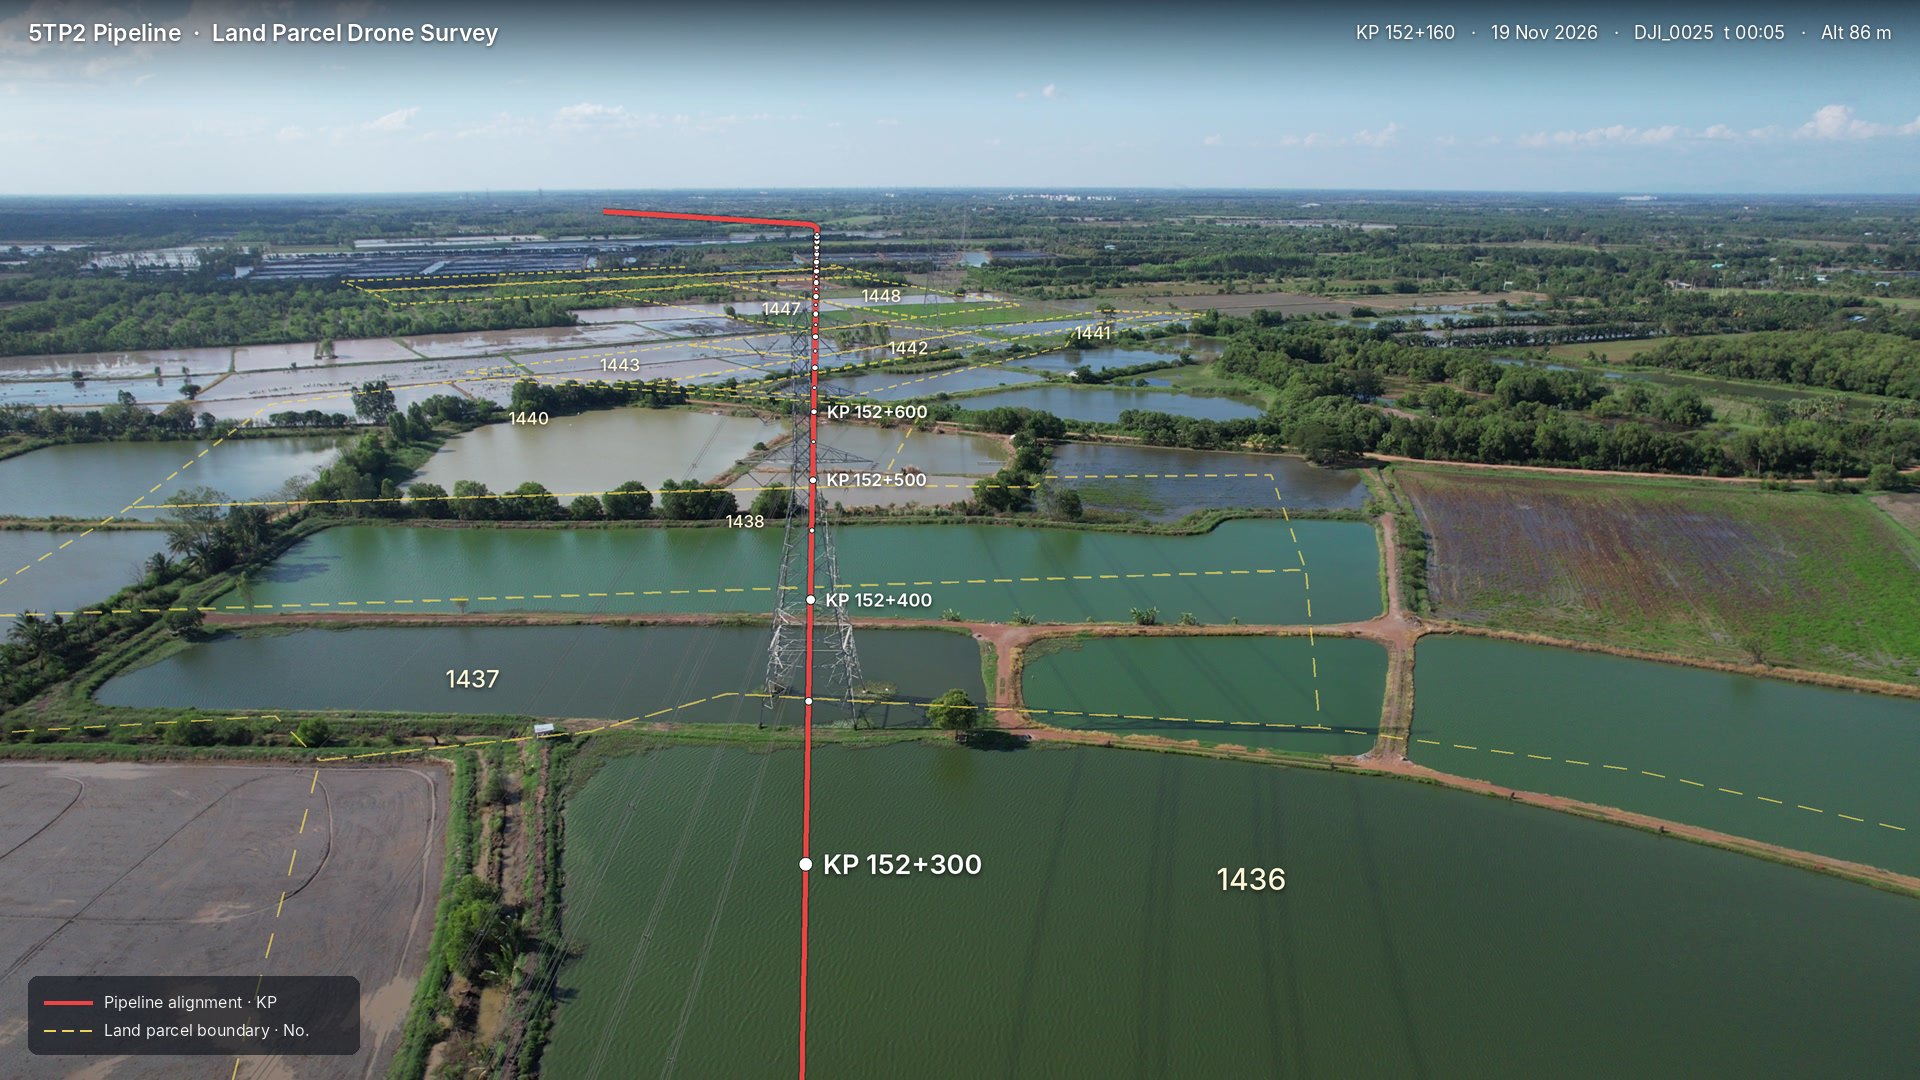 5TP2 Pipeline · Land Parcel Drone Survey
KP 152+160 · 19 Nov 2026 · DJI_0025 t 00:05 · Alt 86 m
1448
1447
1441
1442
1443
KP 152+600
1440
KP 152+500
1438
KP 152+400
1437
KP 152+300
1436
Pipeline alignment · KP
Land parcel boundary · No.